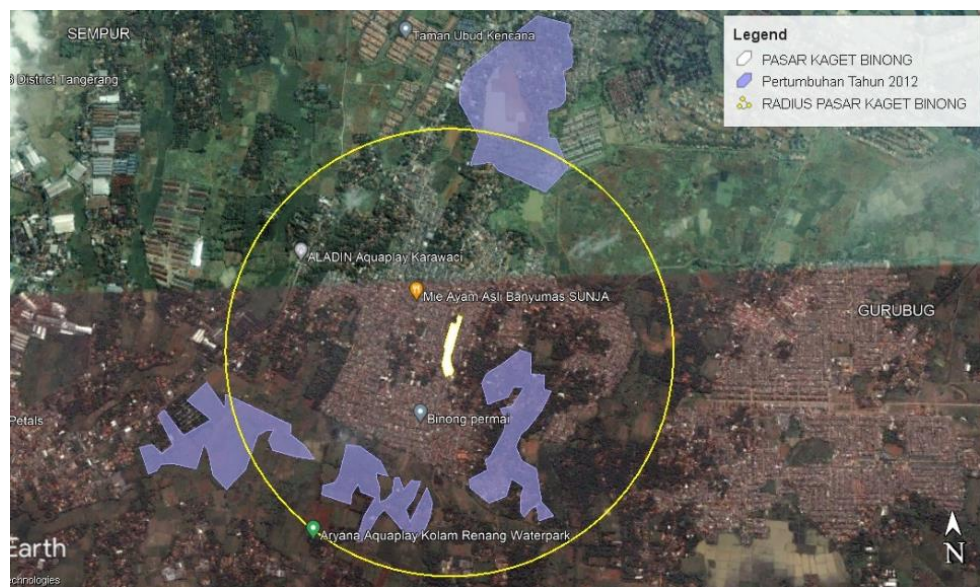 SEMPUR
Taman Ubud Kencana
District Tangerang
Legend
PASAR KAGET BINONG
Pertumbuhan Tahun 2012
RADIUS PASAR KAGET BINONG
ALADIN Aquaplay Karawaci
Mie Ayam Asli Banyumas SUNJA
GURUBUG
Petals
Binong permai
Aryana Aquaplay Kolam Renang Waterpark
Earth
N
echnologies